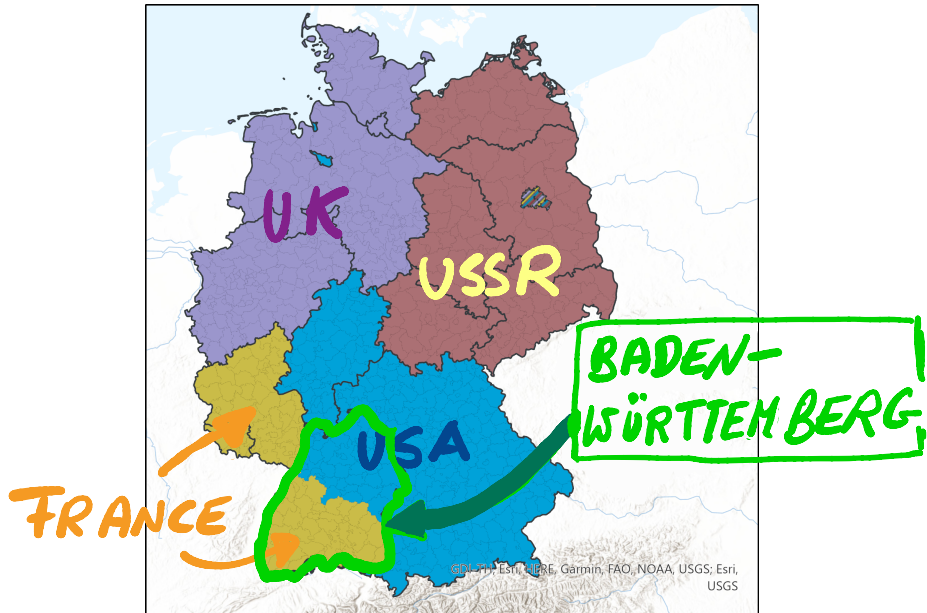 UK
USSR
BADEN-
WÜRTTEMBERG
USA
FRANCE
GDI-TH, Esri, HERE, Garmin, FAO, NOAA, USGS; Esri,
USGS